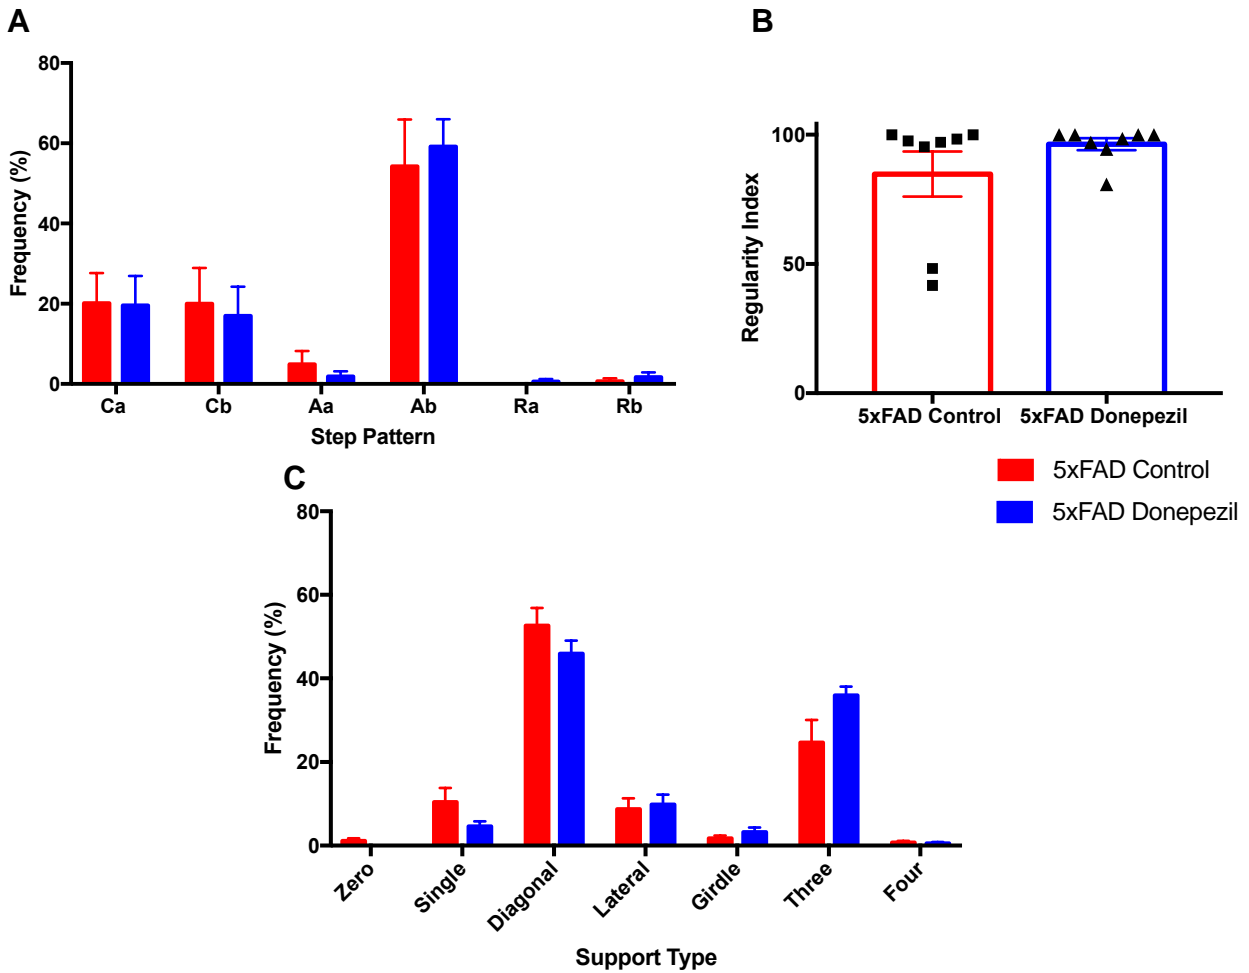 A
Frequency (%)
80
60
40
20
0
Ca Cb Aa Ab Ra Rb
Step Pattern
B
Regularity Index
100
50
0
5xFAD Control 5xFAD Donepezil
5xFAD Control
5xFAD Donepezil
C
Frequency (%)
80
60
40
20
0
Zero Single Diagonal Lateral Girdle Three Four
Support Type